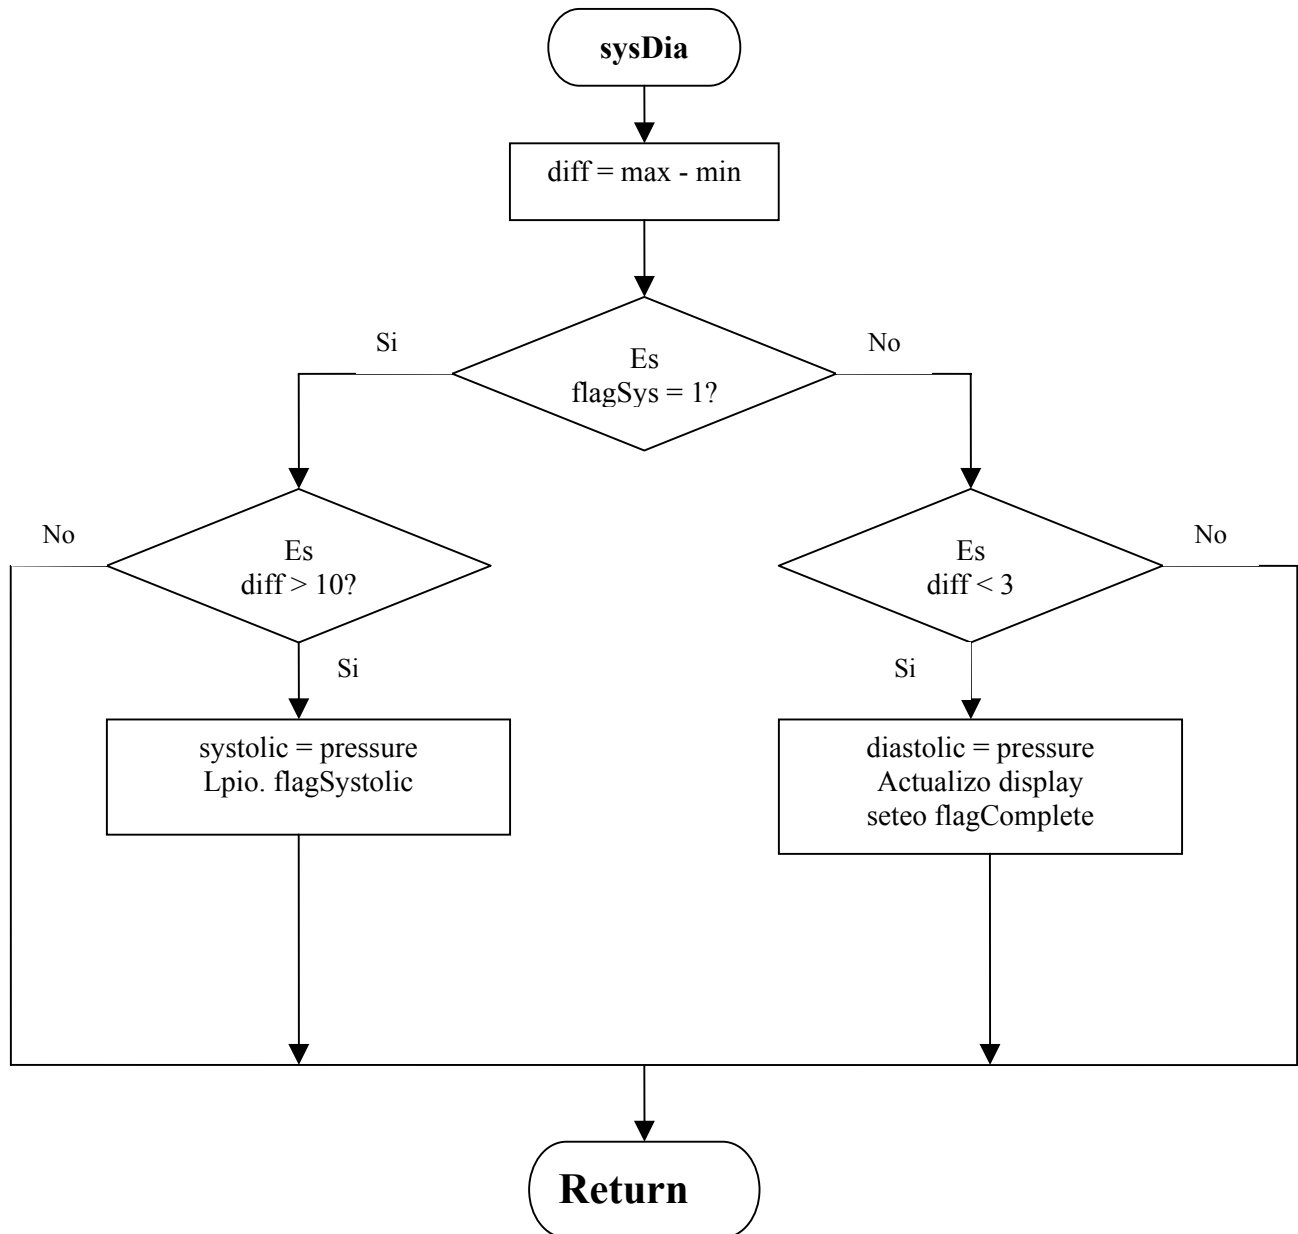 sysDia
diff = max - min
Si
No
Es
flagSys = 1?
No
Es
diff > 10?
Es
diff < 3
No
Si
Si
systolic = pressure
Lpio. flagSystolic
diastolic = pressure
Actualizo display
seteo flagComplete
Return